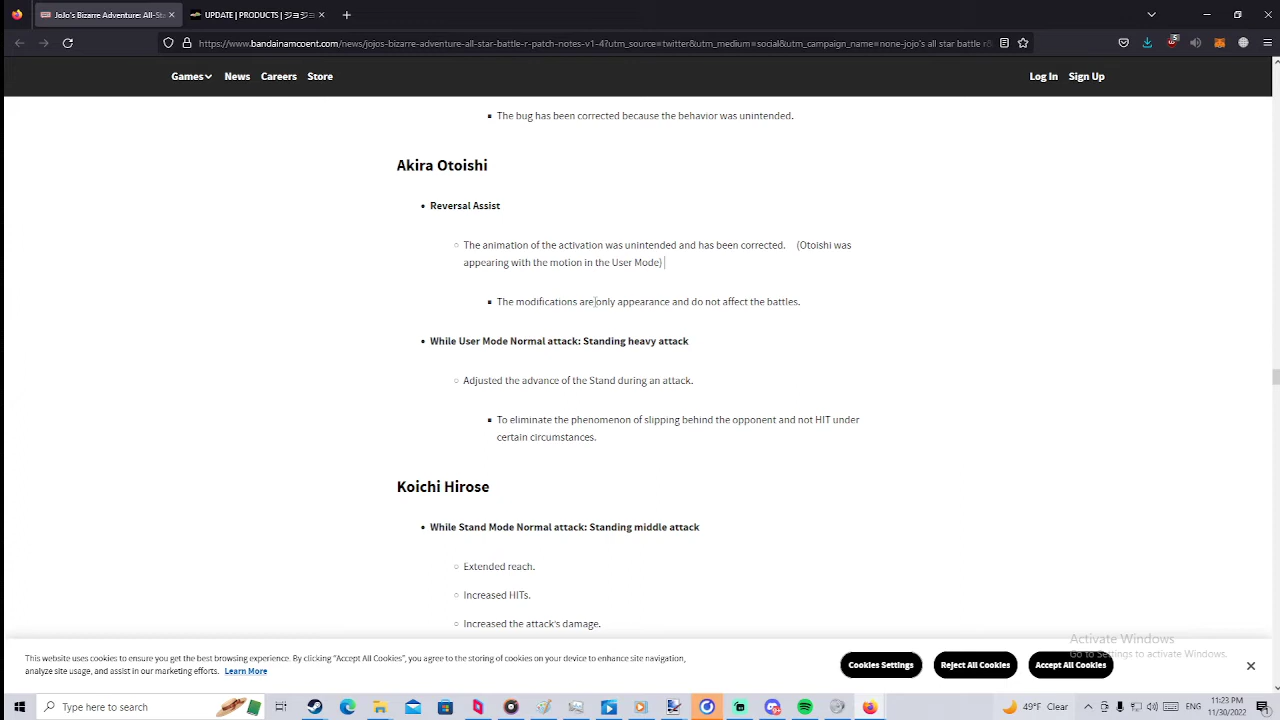 JoJo's Bizarre Adventure: All-Sta
UPDATE | PRODUCTS | ジョジョ
https://www.bandainamcoent.com/news/jojos-bizarre-adventure-all-star-battle-r-patch-notes-v1-4?utm_source=twitter&utm_medium=social&utm_campaign_name=none-jojo's all star battle r
Games News Careers Store Log In Sign Up
The bug has been corrected because the behavior was unintended.
Akira Otoishi
Reversal Assist
The animation of the activation was unintended and has been corrected. (Otoishi was
appearing with the motion in the User Mode)
The modifications are only appearance and do not affect the battles.
While User Mode Normal attack: Standing heavy attack
Adjusted the advance of the Stand during an attack.
To eliminate the phenomenon of slipping behind the opponent and not HIT under
certain circumstances.
Koichi Hirose
While Stand Mode Normal attack: Standing middle attack
Extended reach.
Increased HITs.
Increased the attack's damage.
Activate Windows
Go to Settings to activate Windows.
This website uses cookies to ensure you get the best browsing experience. By clicking "Accept All Cookies", you agree to the storing of cookies on your device to enhance site navigation,
analyze site usage, and assist in our marketing efforts. Learn More
Cookies Settings Reject All Cookies Accept All Cookies
Type here to search
49°F Clear
ENG
11:23 PM
11/30/2022